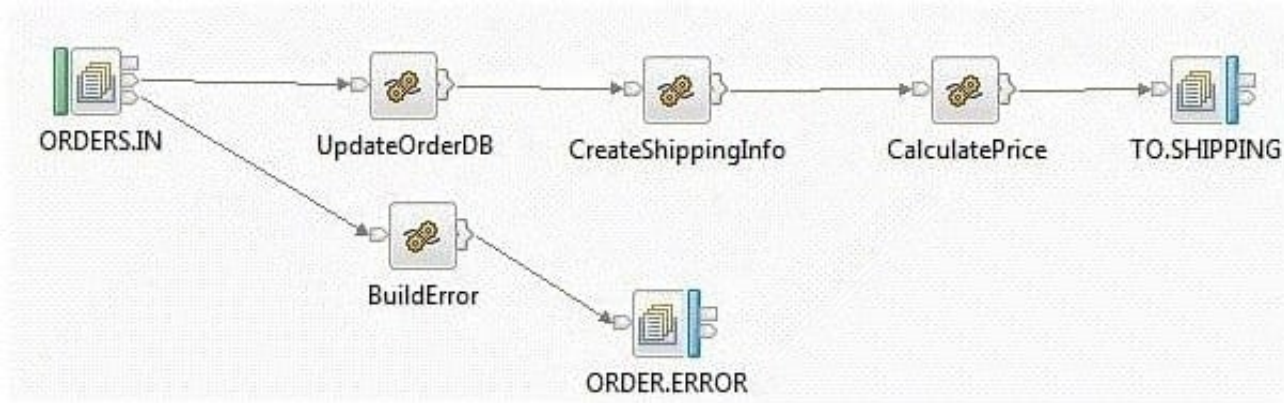 ORDERS.IN
UpdateOrderDB
CreateShippingInfo
CalculatePrice
TO.SHIPPING
BuildError
ORDER.ERROR